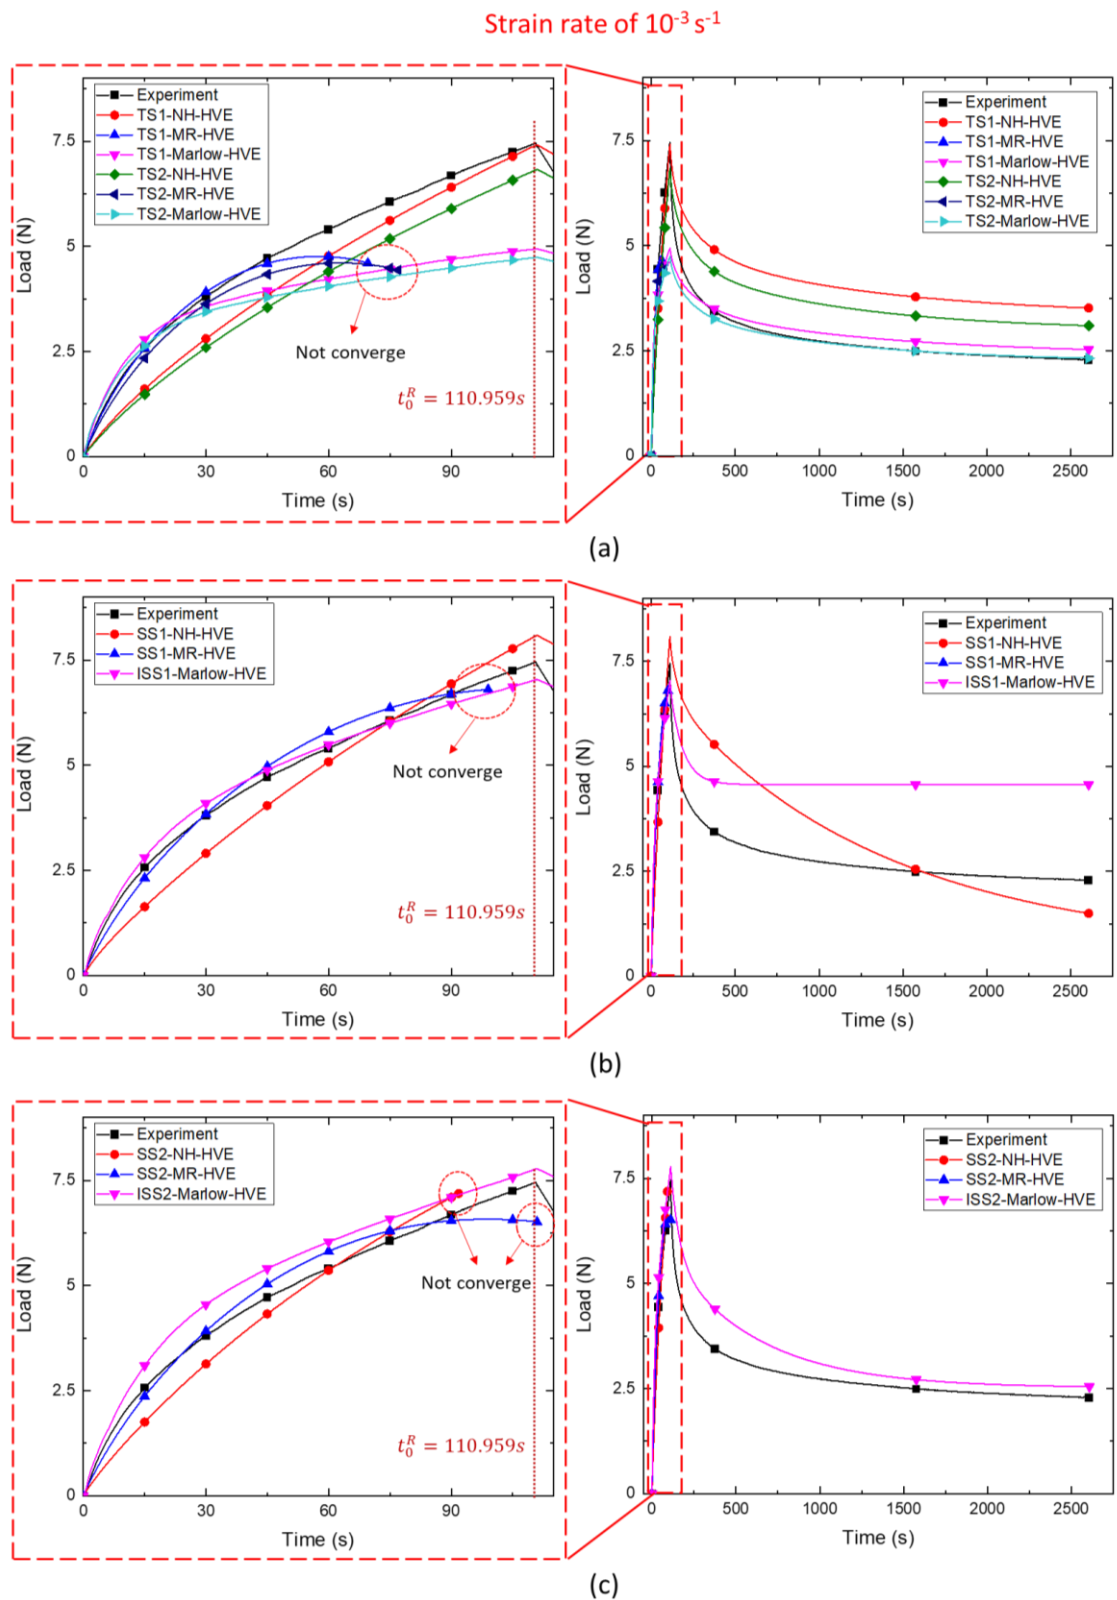 Strain rate of 10⁻³ s⁻¹
Experiment
TS1-NH-HVE
TS1-MR-HVE
TS1-Marlow-HVE
TS2-NH-HVE
TS2-MR-HVE
TS2-Marlow-HVE
Load (N)
7.5
5
2.5
0
Not converge
t₀ᴿ = 110.959s
0 30 60 90
Time (s)
Experiment
TS1-NH-HVE
TS1-MR-HVE
TS1-Marlow-HVE
TS2-NH-HVE
TS2-MR-HVE
TS2-Marlow-HVE
Load (N)
7.5
5
2.5
0
0 500 1000 1500 2000 2500
Time (s)
(a)
Experiment
SS1-NH-HVE
SS1-MR-HVE
ISS1-Marlow-HVE
Load (N)
7.5
5
2.5
0
Not converge
t₀ᴿ = 110.959s
0 30 60 90
Time (s)
Experiment
SS1-NH-HVE
SS1-MR-HVE
ISS1-Marlow-HVE
Load (N)
7.5
5
2.5
0
0 500 1000 1500 2000 2500
Time (s)
(b)
Experiment
SS2-NH-HVE
SS2-MR-HVE
ISS2-Marlow-HVE
Load (N)
7.5
5
2.5
0
Not converge
t₀ᴿ = 110.959s
0 30 60 90
Time (s)
Experiment
SS2-NH-HVE
SS2-MR-HVE
ISS2-Marlow-HVE
Load (N)
7.5
5
2.5
0
0 500 1000 1500 2000 2500
Time (s)
(c)